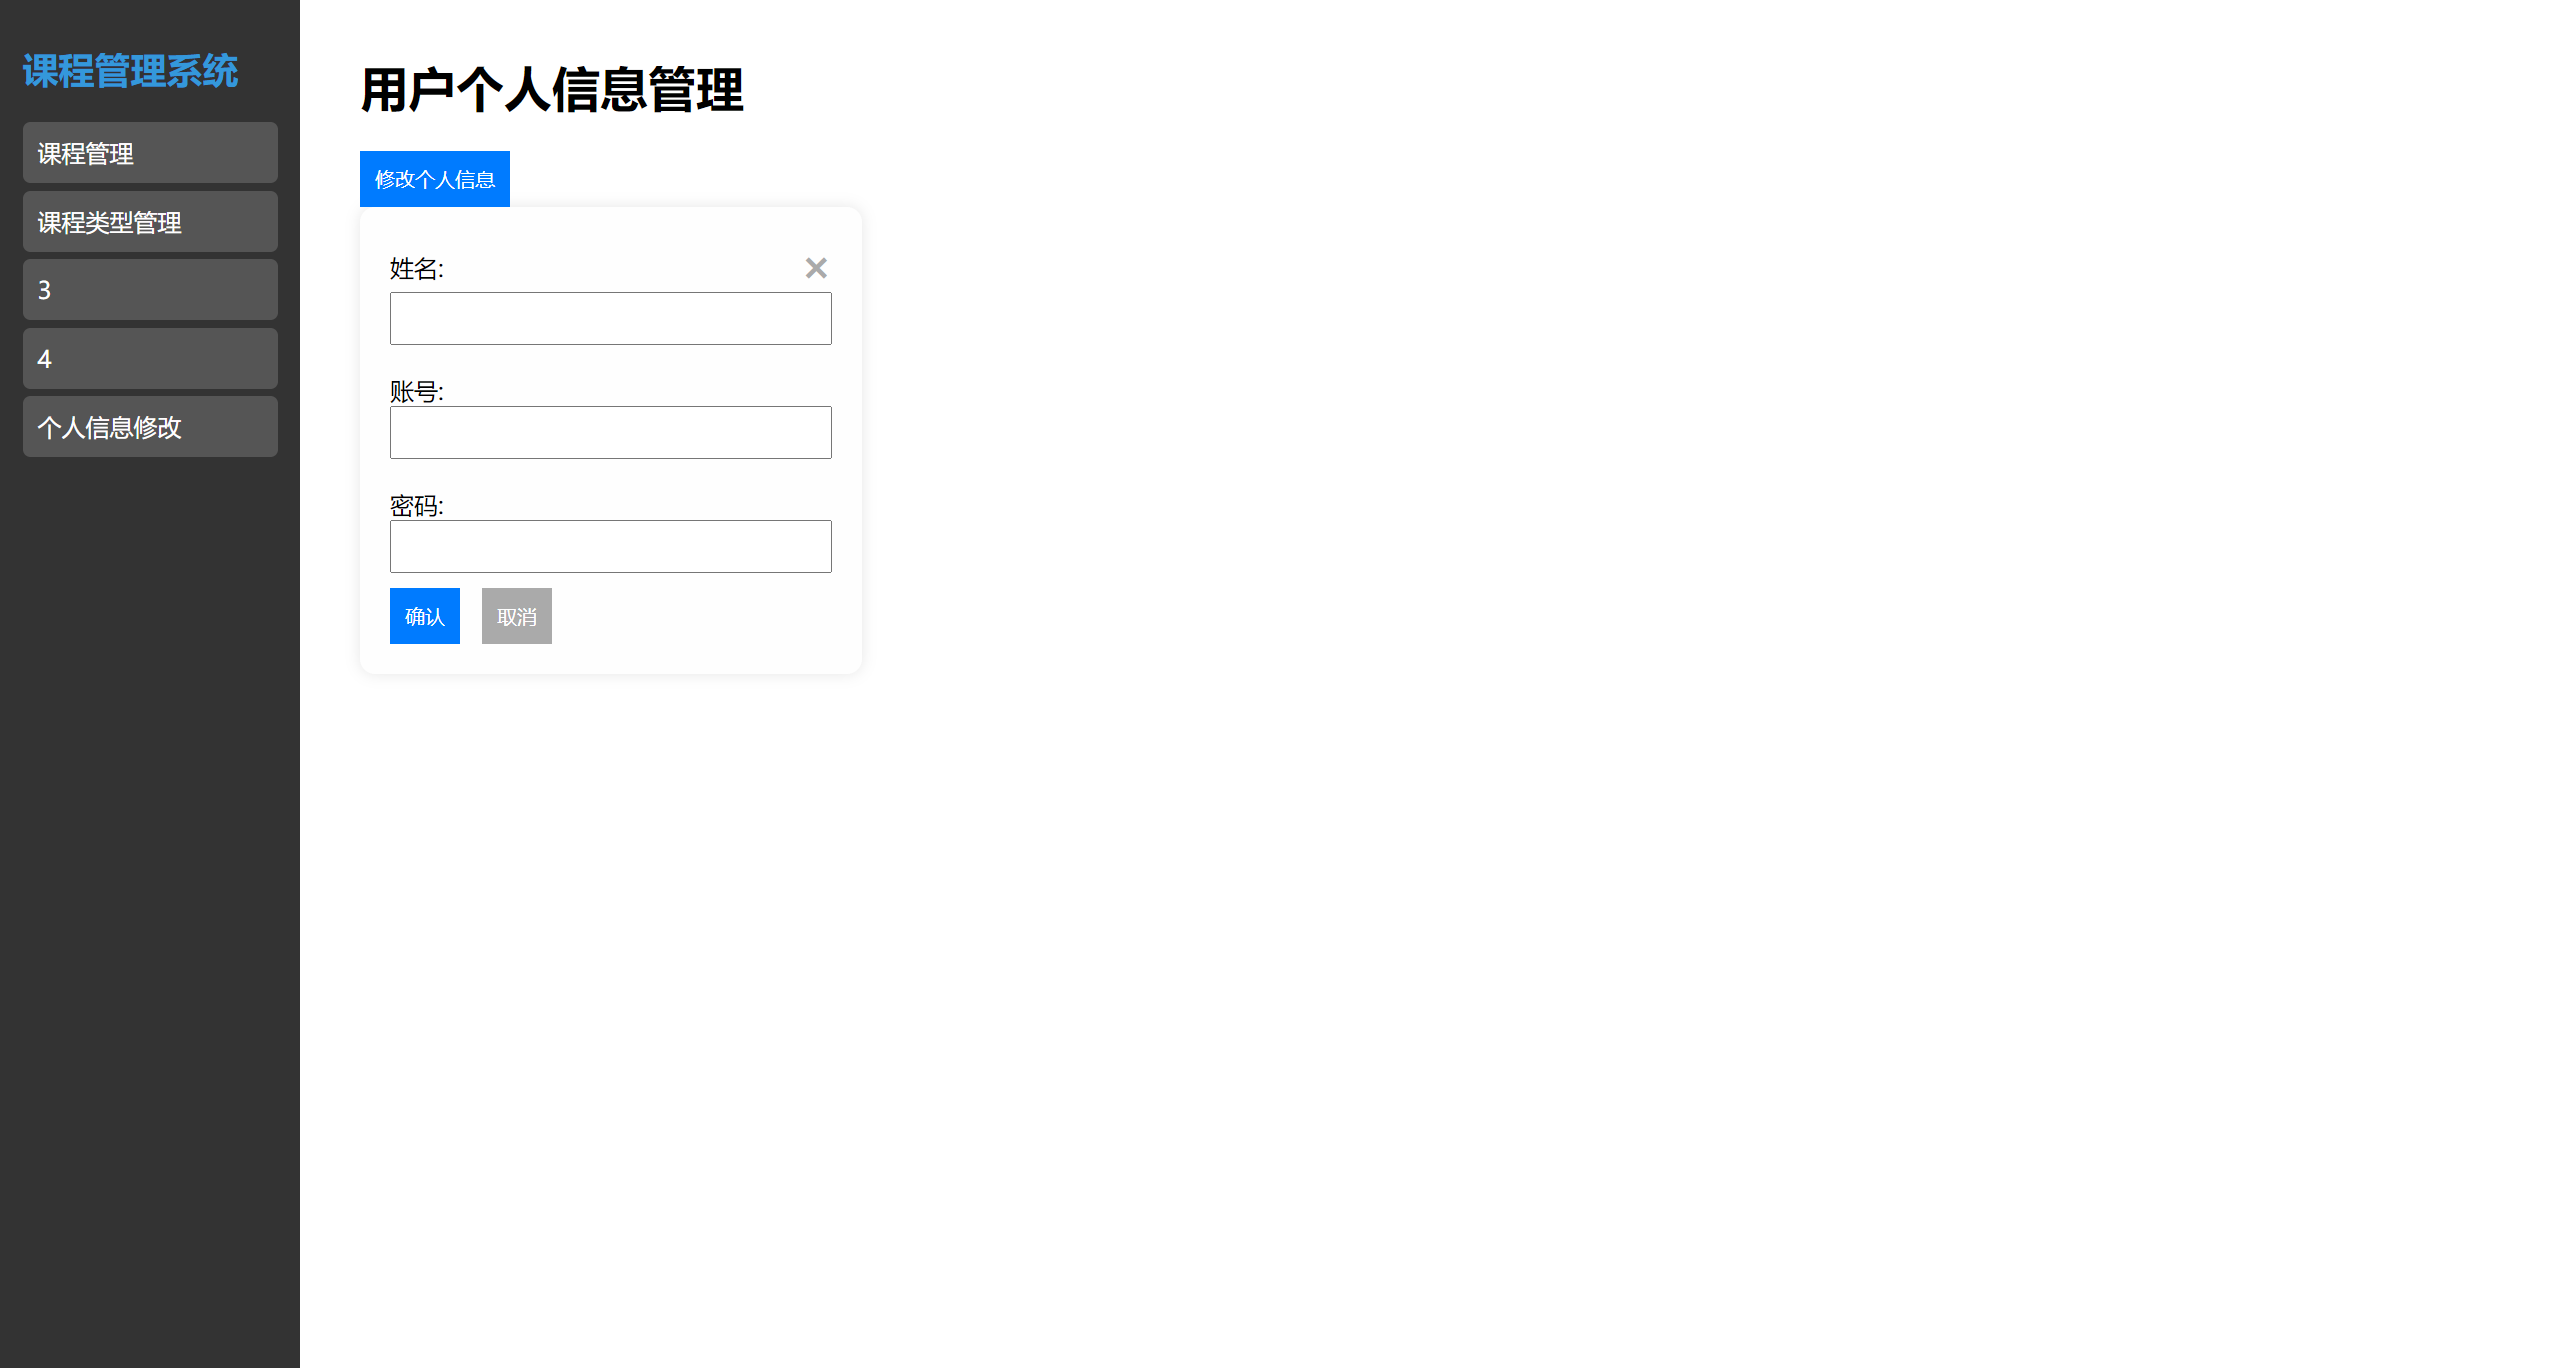 课程管理系统
课程管理
课程类型管理
3
4
个人信息修改
用户个人信息管理
修改个人信息
姓名:
账号:
密码:
确认
取消